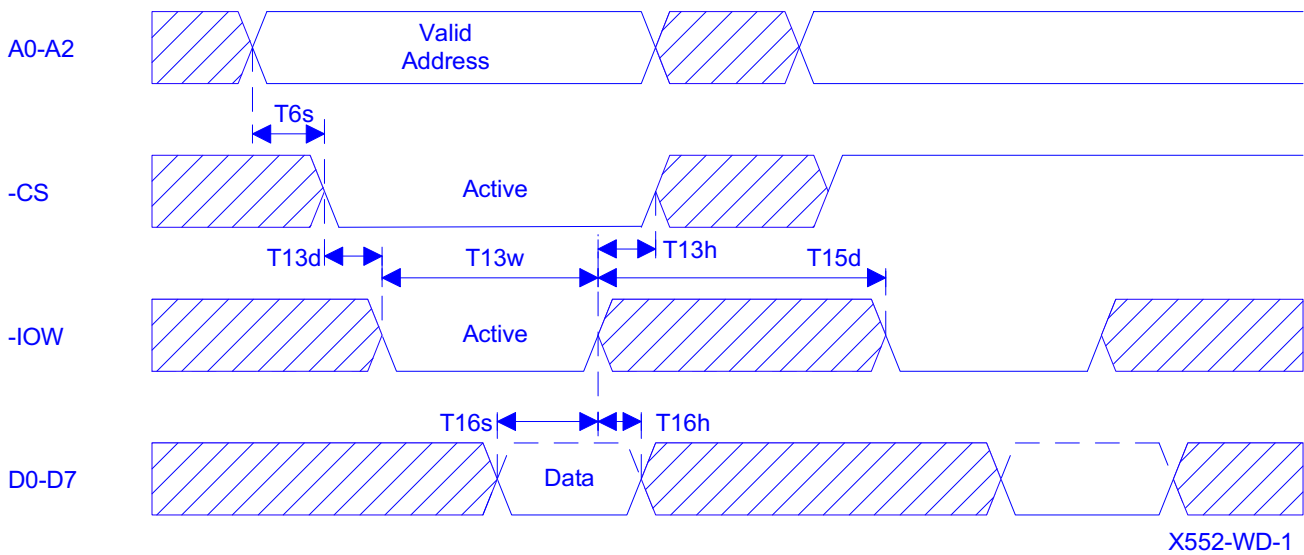 A0-A2
Valid
Address
T6s
-CS
Active
T13d
T13w
T13h
T15d
-IOW
Active
T16s
T16h
D0-D7
Data
X552-WD-1